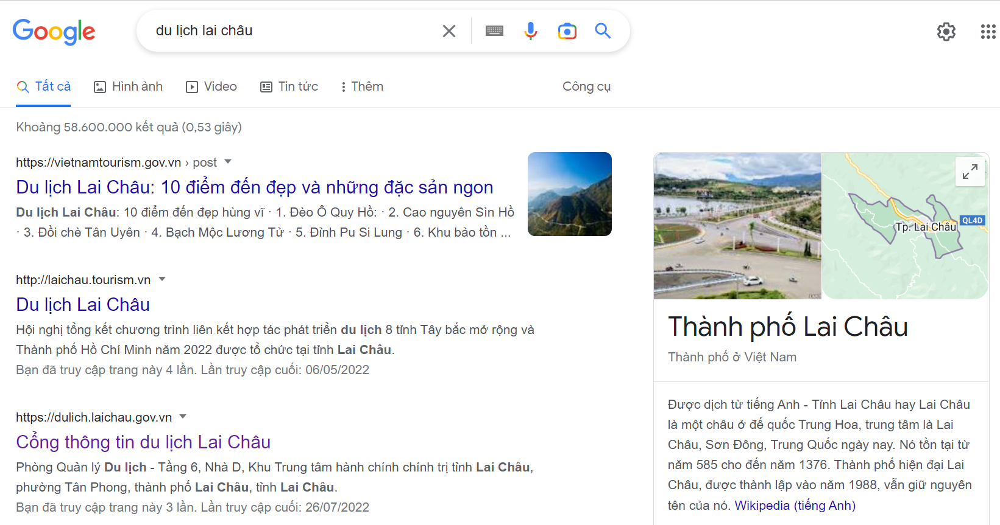 Google
du lịch lai châu
Tất cả
Hình ảnh
Video
Tin tức
Thêm
Công cụ
Khoảng 58.600.000 kết quả (0,53 giây)
https://vietnamtourism.gov.vn › post
Du lịch Lai Châu: 10 điểm đến đẹp và những đặc sản ngon
Du lịch Lai Châu: 10 điểm đến đẹp hùng vĩ · 1. Đèo Ô Quy Hồ: · 2. Cao nguyên Sìn Hồ
· 3. Đồi chè Tân Uyên · 4. Bạch Mộc Lương Tử · 5. Đỉnh Pu Si Lung · 6. Khu bảo tồn ...
http://laichau.tourism.vn
Du lịch Lai Châu
Hội nghị tổng kết chương trình liên kết hợp tác phát triển du lịch 8 tỉnh Tây bắc mở rộng và
Thành phố Hồ Chí Minh năm 2022 được tổ chức tại tỉnh Lai Châu.
Bạn đã truy cập trang này 4 lần. Lần truy cập cuối: 06/05/2022
https://dulich.laichau.gov.vn
Cổng thông tin du lịch Lai Châu
Phòng Quản lý Du lịch - Tầng 6, Nhà D, Khu Trung tâm hành chính chính trị tỉnh Lai Châu,
phường Tân Phong, thành phố Lai Châu, tỉnh Lai Châu.
Bạn đã truy cập trang này 3 lần. Lần truy cập cuối: 26/07/2022
QL4D
Tp. Lai Châu
Thành phố Lai Châu
Thành phố ở Việt Nam
Được dịch từ tiếng Anh - Tỉnh Lai Châu hay Lai Châu
là một châu ở đế quốc Trung Hoa, trung tâm là Lai
Châu, Sơn Đông, Trung Quốc ngày nay. Nó tồn tại từ
năm 585 cho đến năm 1376. Thành phố hiện đại Lai
Châu, được thành lập vào năm 1988, vẫn giữ nguyên
tên của nó. Wikipedia (tiếng Anh)